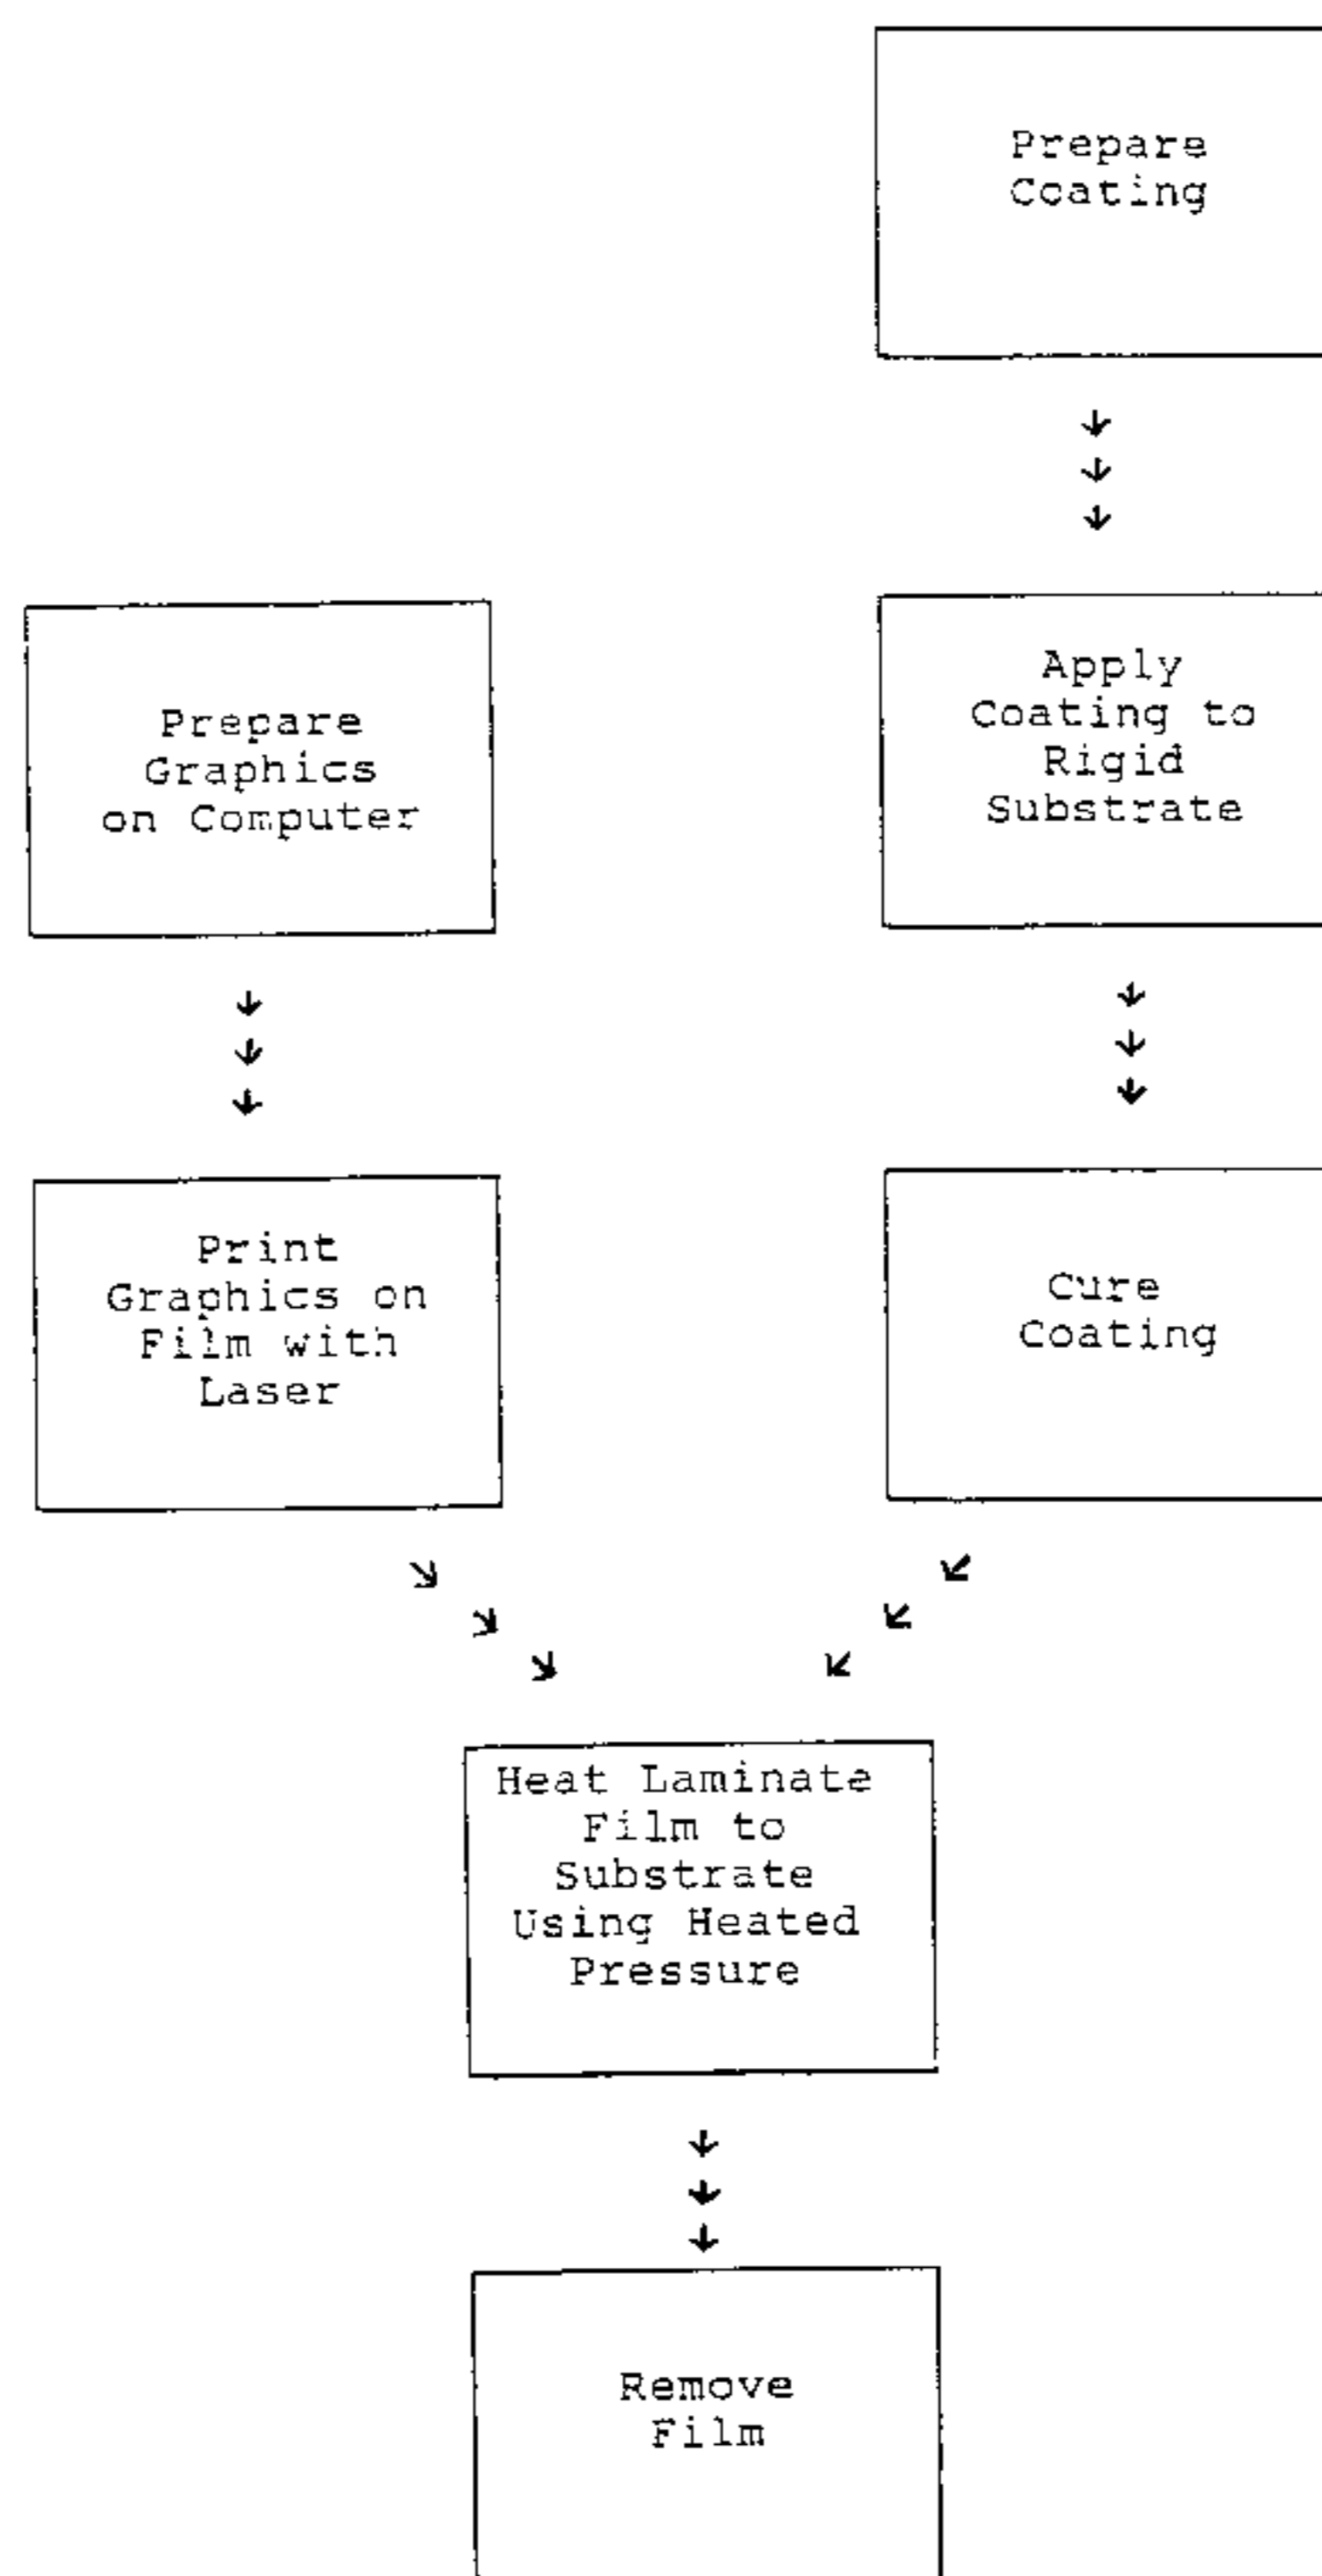 Prepare
Coating
Apply
Coating to
Rigid
Substrate
Prepare
Graphics
on Computer
Print
Graphics on
Film with
Laser
Cure
Coating
Heat Laminate
Film to
Substrate
Using Heated
Pressure
Remove
Film